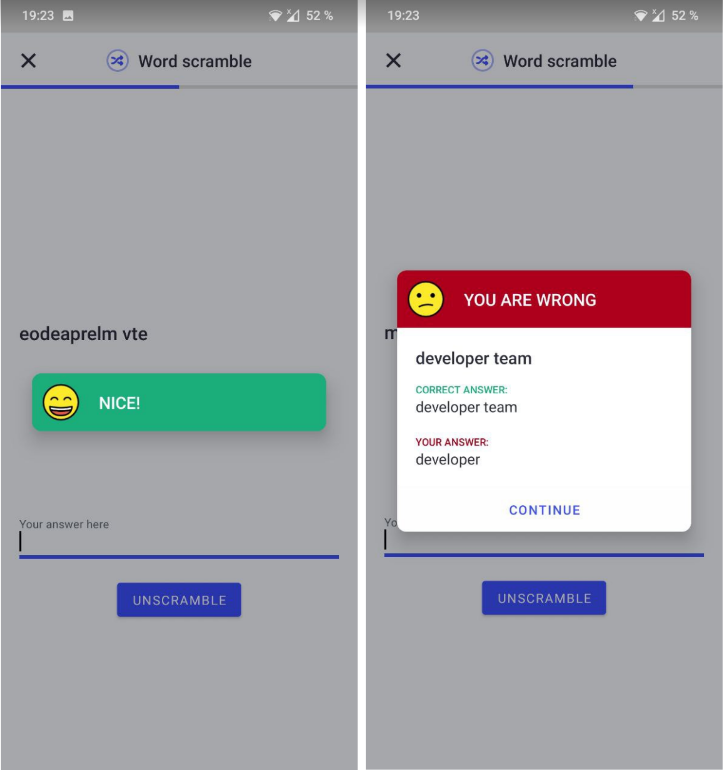 19:23
52 %
Word scramble
eodeaprelm vte
NICE!
Your answer here
UNSCRAMBLE
19:23
52 %
Word scramble
m
YOU ARE WRONG
developer team
CORRECT ANSWER:
developer team
YOUR ANSWER:
developer
CONTINUE
Yo
UNSCRAMBLE